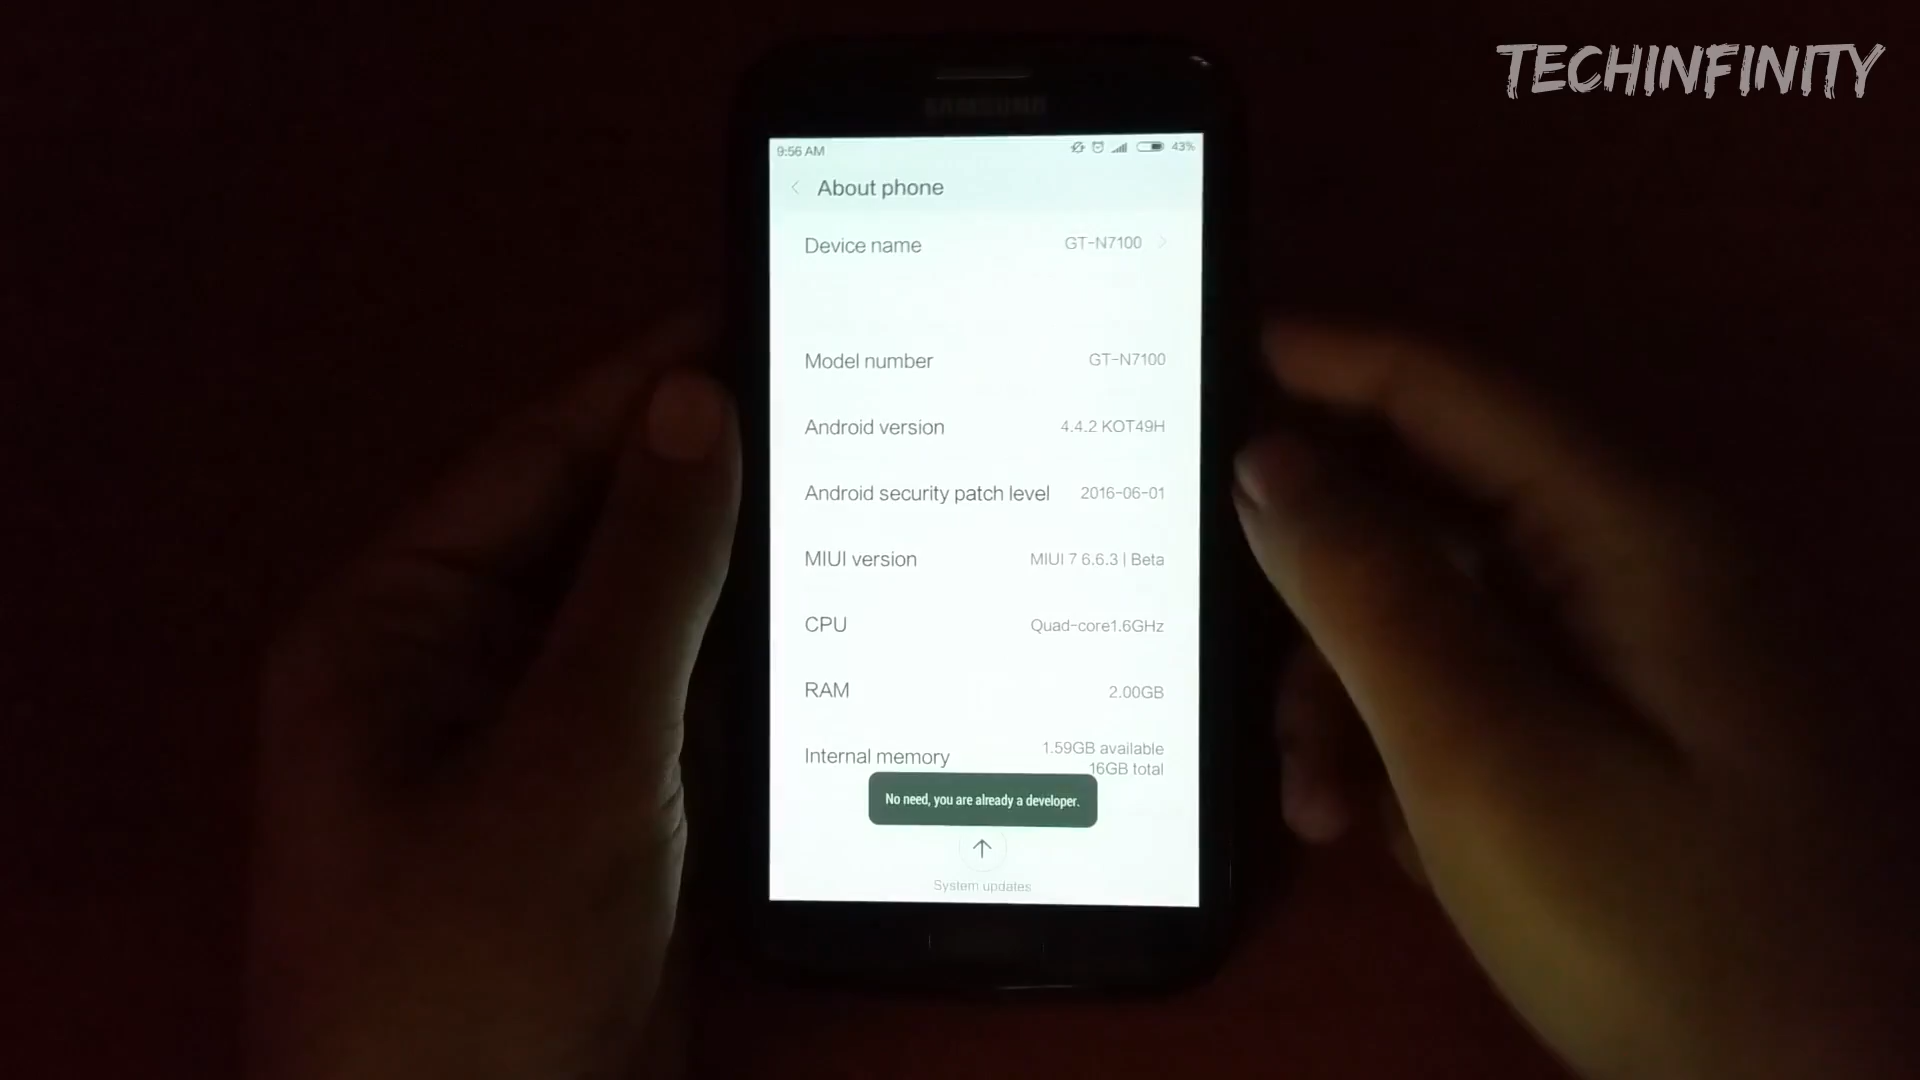 TECHINFINITY
SAMSUNG
9:56 AM 43%
About phone
Device name GT-N7100
Model number GT-N7100
Android version 4.4.2 KOT49H
Android security patch level 2016-06-01
MIUI version MIUI 7 6.6.3 | Beta
CPU Quad-core1.6GHz
RAM 2.00GB
Internal memory 1.59GB available
16GB total
No need, you are already a developer.
System updates